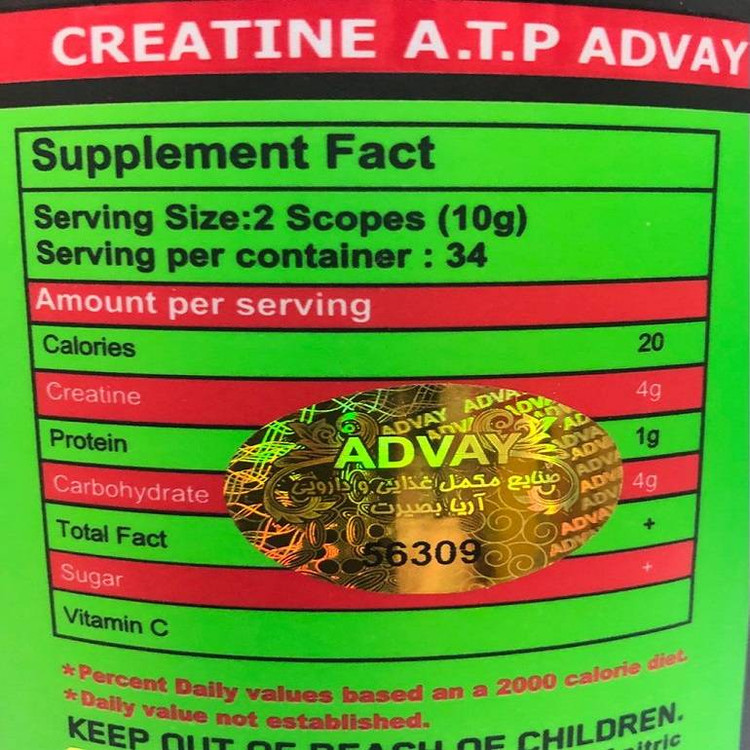 CREATINE A.T.P ADVAY
Supplement Fact
Serving Size:2 Scopes (10g)
Serving per container : 34
Amount per serving
Calories 20
Creatine 4g
Protein 1g
Carbohydrate 4g
Total Fact +
Sugar +
Vitamin C
ADVAY
صنایع مکمل غذایی و دارویی
آریا بصیرت
56309
*Percent Daily values based an a 2000 calorie diet.
*Daily value not established.
KEEP OUT OF REACH OF CHILDREN.